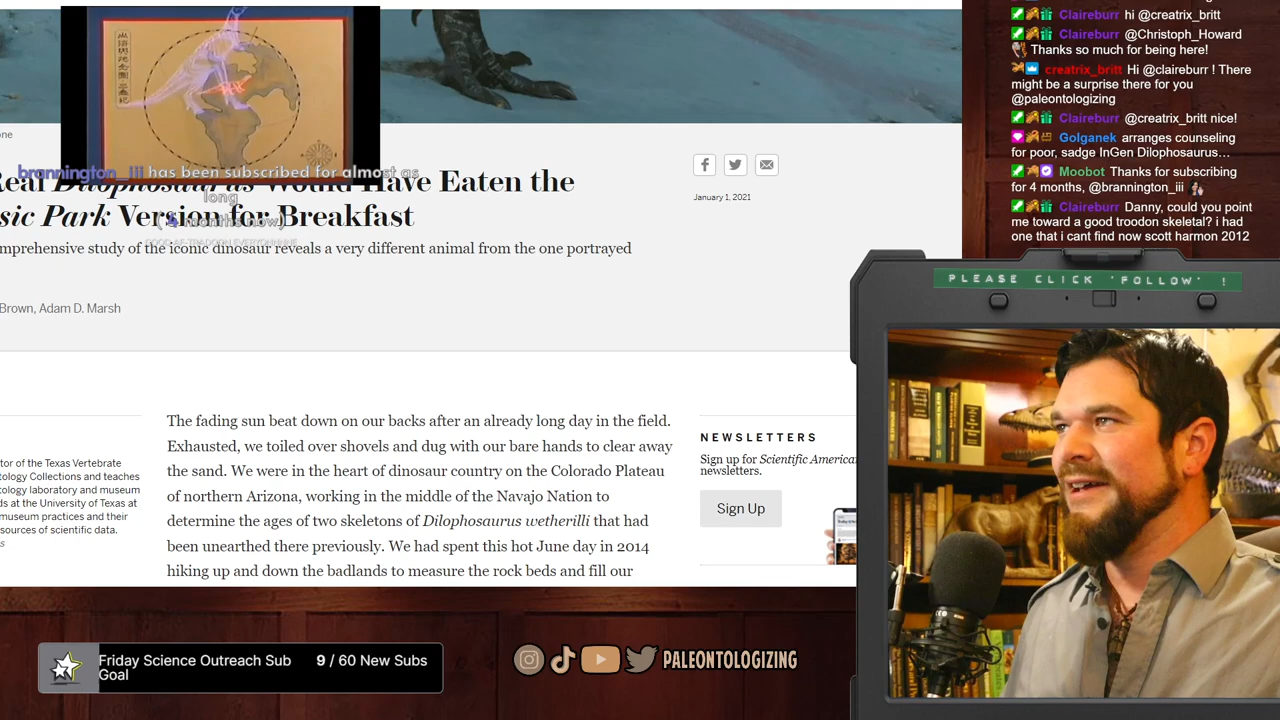 one
Real Dilophosaurus Would Have Eaten the
sic Park Version for Breakfast
mprehensive study of the iconic dinosaur reveals a very different animal from the one portrayed
Brown, Adam D. Marsh
brannington_iii has been subscribed for almost as
long
( 4 months now)
January 1, 2021
tor of the Texas Vertebrate
tology Collections and teaches
tology laboratory and museum
ds at the University of Texas at
museum practices and their
sources of scientific data.
s
The fading sun beat down on our backs after an already long day in the field.
Exhausted, we toiled over shovels and dug with our bare hands to clear away
the sand. We were in the heart of dinosaur country on the Colorado Plateau
of northern Arizona, working in the middle of the Navajo Nation to
determine the ages of two skeletons of Dilophosaurus wetherilli that had
been unearthed there previously. We had spent this hot June day in 2014
hiking up and down the badlands to measure the rock beds and fill our
NEWSLETTERS
Sign up for Scientific America
newsletters.
Sign Up
Claireburr hi @creatrix_britt
Claireburr @Christoph_Howard
Thanks so much for being here!
creatrix_britt Hi @claireburr ! There
might be a surprise there for you
@paleontologizing
Claireburr @creatrix_britt nice!
Golganek arranges counseling
for poor, sadge InGen Dilophosaurus…
Moobot Thanks for subscribing
for 4 months, @brannington_iii
Claireburr Danny, could you point
me toward a good troodon skeletal? i had
one that i cant find now scott harmon 2012
PLEASE CLICK 'FOLLOW' !
Friday Science Outreach Sub 9 / 60 New Subs
Goal
PALEONTOLOGIZING